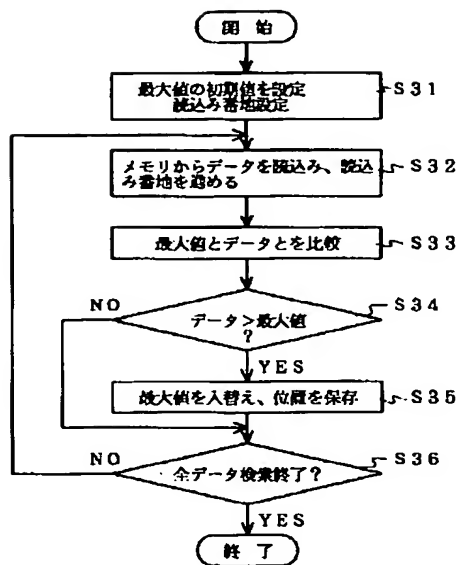 開 始
最大値の初期値を設定
読込み番地設定
S31
メモリからデータを読込み、読込
み番地を進める
S32
最大値とデータとを比較
S33
NO
データ>最大値
?
S34
YES
最大値を入替え、位置を保存
S35
NO
全データ検索終了?
S36
YES
終 了